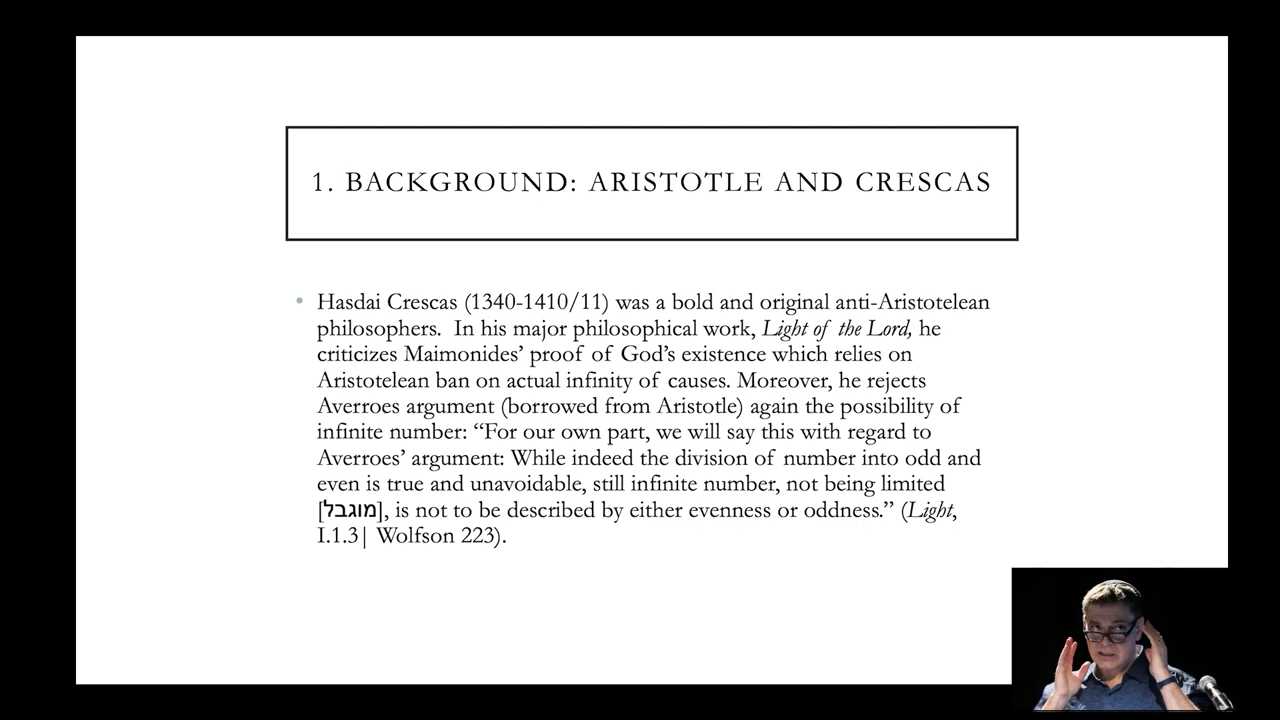 1. BACKGROUND: ARISTOTLE AND CRESCAS
• Hasdai Crescas (1340-1410/11) was a bold and original anti-Aristotelean
philosophers. In his major philosophical work, Light of the Lord, he
criticizes Maimonides’ proof of God’s existence which relies on
Aristotelean ban on actual infinity of causes. Moreover, he rejects
Averroes argument (borrowed from Aristotle) again the possibility of
infinite number: “For our own part, we will say this with regard to
Averroes’ argument: While indeed the division of number into odd and
even is true and unavoidable, still infinite number, not being limited
[מוגבל], is not to be described by either evenness or oddness.” (Light,
I.1.3| Wolfson 223).